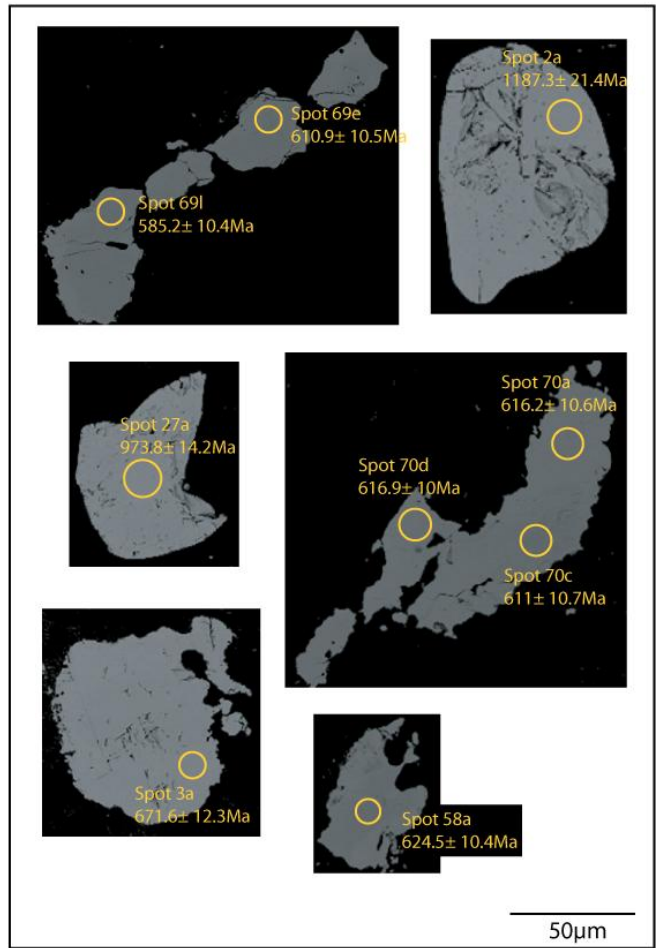 Spot 2a
1187.3± 21.4Ma
Spot 69e
610.9± 10.5Ma
Spot 69l
585.2± 10.4Ma
Spot 70a
616.2± 10.6Ma
Spot 27a
973.8± 14.2Ma
Spot 70d
616.9± 10Ma
Spot 70c
611± 10.7Ma
Spot 3a
671.6± 12.3Ma
Spot 58a
624.5± 10.4Ma
50μm